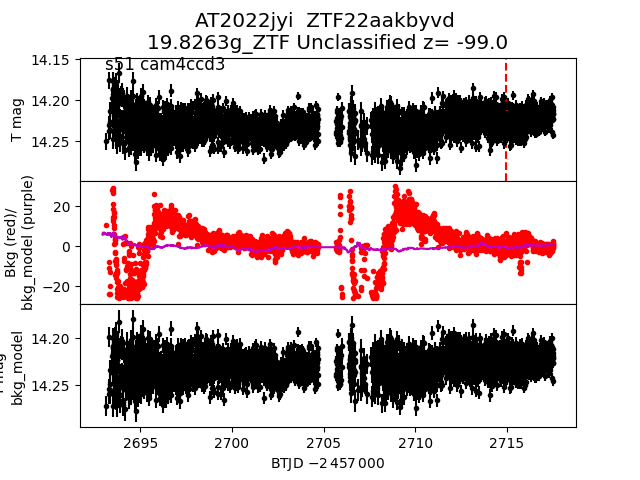 AT2022jyi  ZTF22aakbyvd
19.8263g_ZTF Unclassified z= -99.0
s51 cam4ccd3
14.15
14.20
14.25
T mag
20
0
−20
Bkg (red)/
bkg_model (purple)
14.20
14.25
bkg_model
2695
2700
2705
2710
2715
BTJD −2 457 000